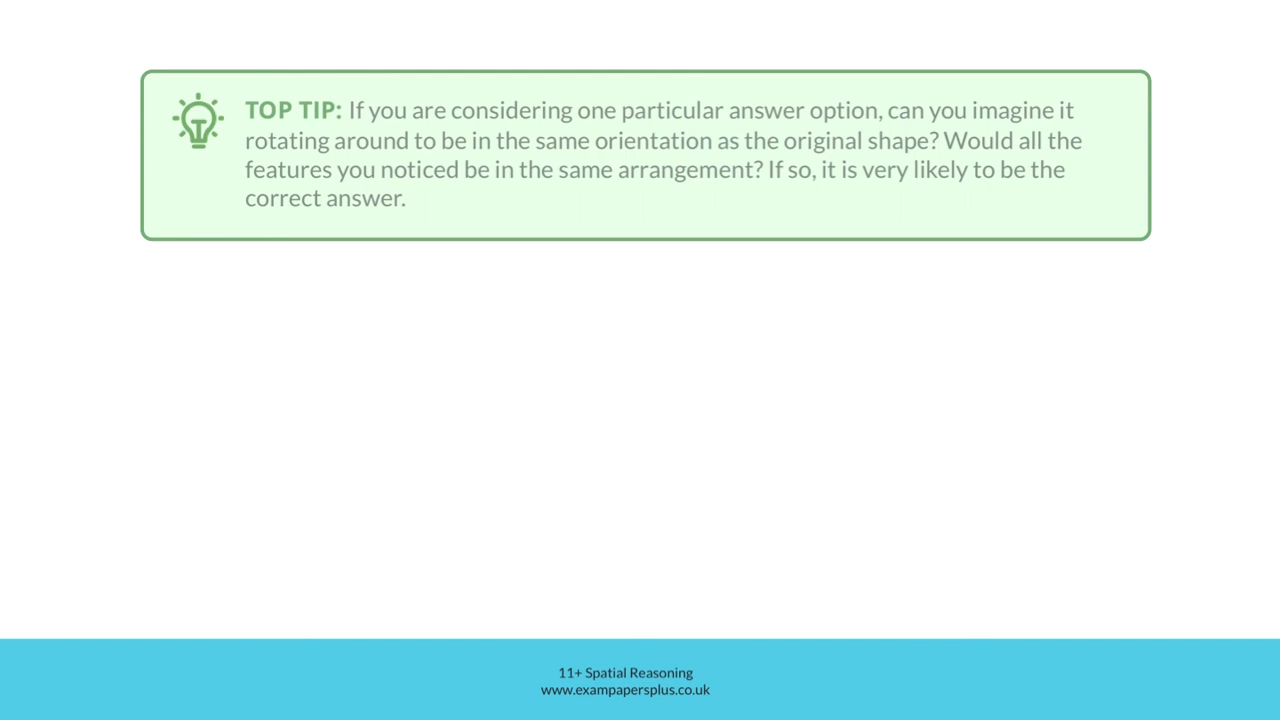 TOP TIP: If you are considering one particular answer option, can you imagine it
rotating around to be in the same orientation as the original shape? Would all the
features you noticed be in the same arrangement? If so, it is very likely to be the
correct answer.
11+ Spatial Reasoning
www.exampapersplus.co.uk